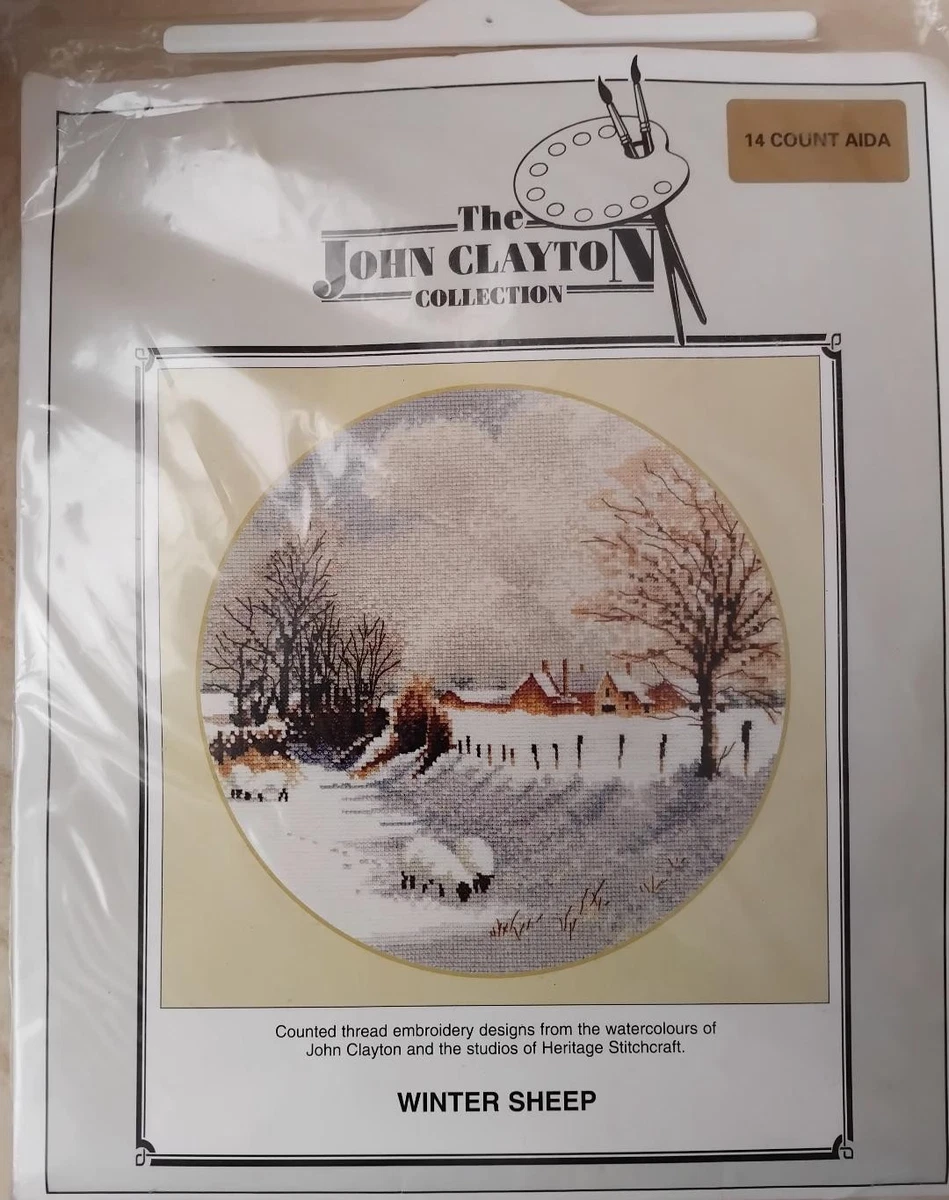 14 COUNT AIDA
The
JOHN CLAYTON
COLLECTION
Counted thread embroidery designs from the watercolours of
John Clayton and the studios of Heritage Stitchcraft.
WINTER SHEEP